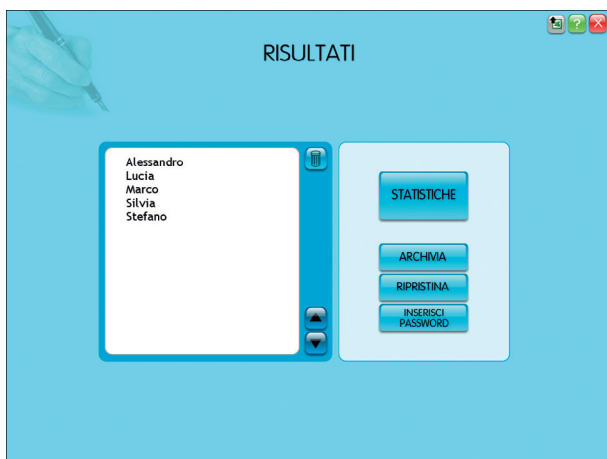 RISULTATI
Alessandro
Lucia
Marco
Silvia
Stefano
STATISTICHE
ARCHIVIA
RIPRISTINA
INSERISCI
PASSWORD
?